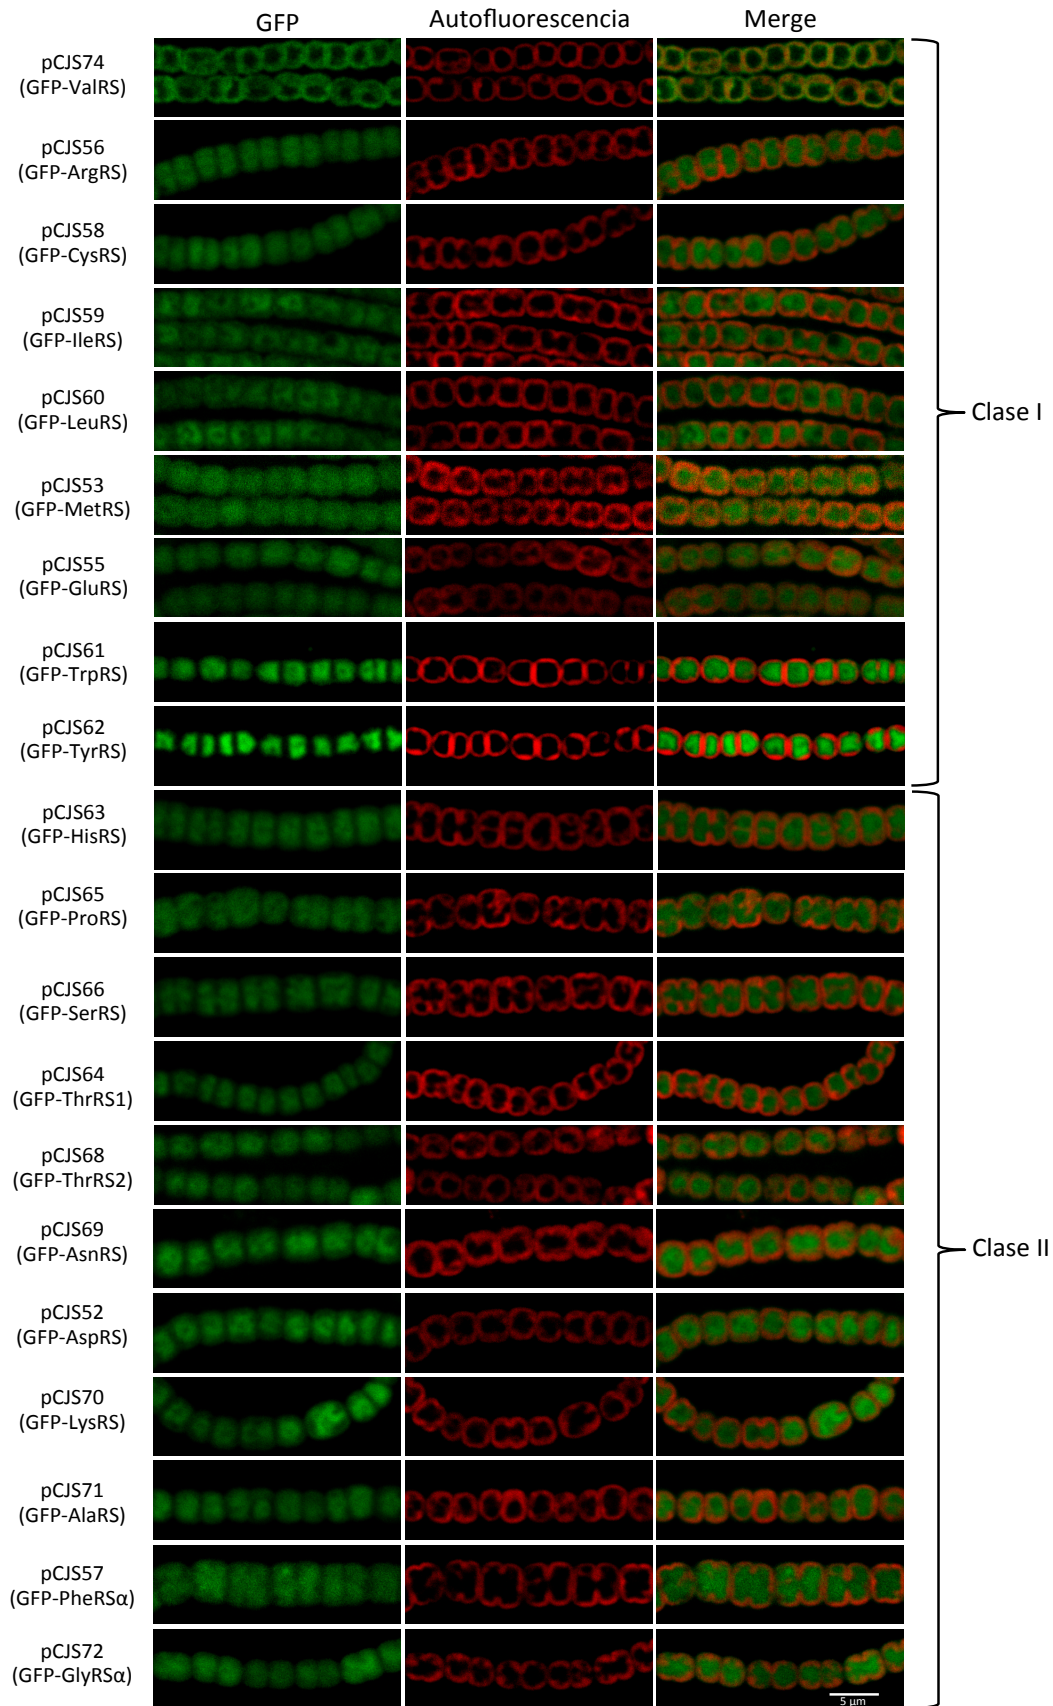 GFP
Autofluorescencia
Merge
pCJS74
(GFP-ValRS)
pCJS56
(GFP-ArgRS)
pCJS58
(GFP-CysRS)
pCJS59
(GFP-IleRS)
pCJS60
(GFP-LeuRS)
Clase I
pCJS53
(GFP-MetRS)
pCJS55
(GFP-GluRS)
pCJS61
(GFP-TrpRS)
pCJS62
(GFP-TyrRS)
pCJS63
(GFP-HisRS)
pCJS65
(GFP-ProRS)
pCJS66
(GFP-SerRS)
pCJS64
(GFP-ThrRS1)
pCJS68
(GFP-ThrRS2)
pCJS69
(GFP-AsnRS)
Clase II
pCJS52
(GFP-AspRS)
pCJS70
(GFP-LysRS)
pCJS71
(GFP-AlaRS)
pCJS57
(GFP-PheRSα)
pCJS72
(GFP-GlyRSα)
5 μm